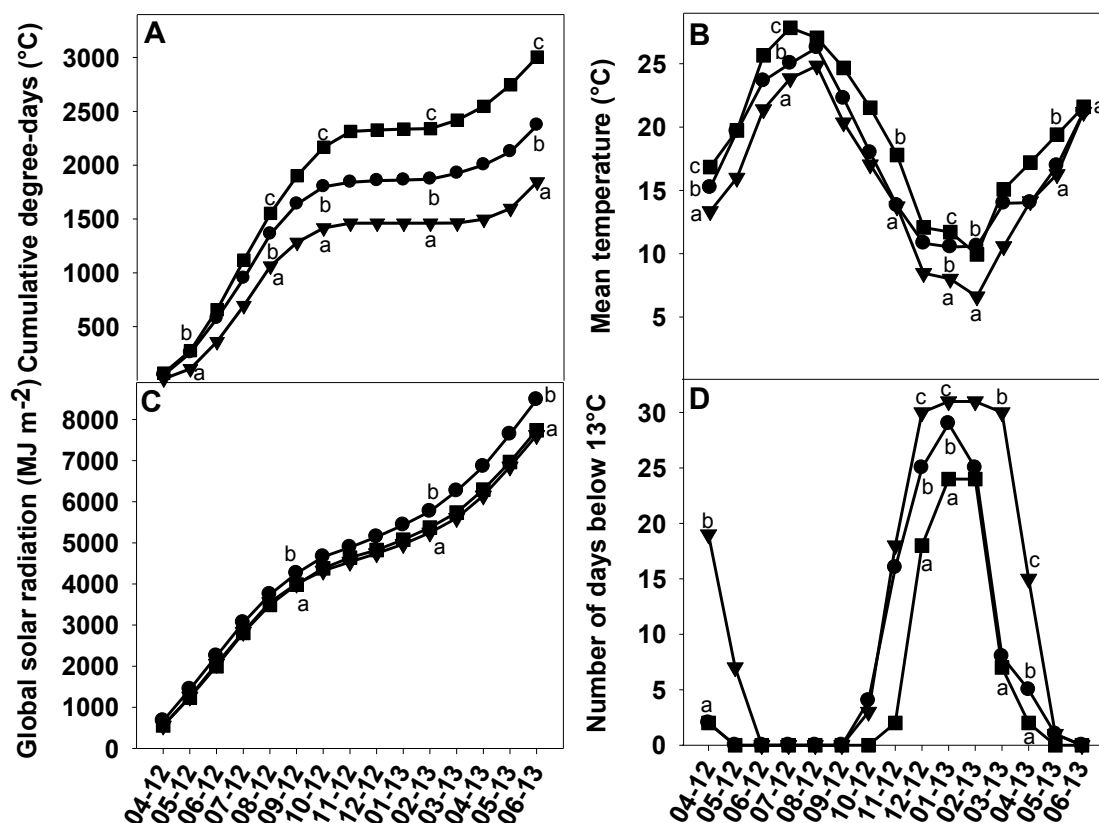 A
Cumulative degree-days (°C)
3000
2500
2000
1500
1000
500
b
a
c
b
a
c
b
a
c
b
a
c
b
a
B
Mean temperature (°C)
25
20
15
10
5
c
b
a
c
b
a
b
a
c
b
a
b
a
b
a
a
C
Global solar radiation (MJ m-2)
8000
7000
6000
5000
4000
3000
2000
1000
0
b
a
b
a
b
a
04-12
05-12
06-12
07-12
08-12
09-12
10-12
11-12
12-12
01-13
02-13
03-13
04-13
05-13
06-13
D
Number of days below 13°C
30
25
20
15
10
5
0
b
a
c
b
a
c
b
a
b
a
c
b
a
04-12
05-12
06-12
07-12
08-12
09-12
10-12
11-12
12-12
01-13
02-13
03-13
04-13
05-13
06-13